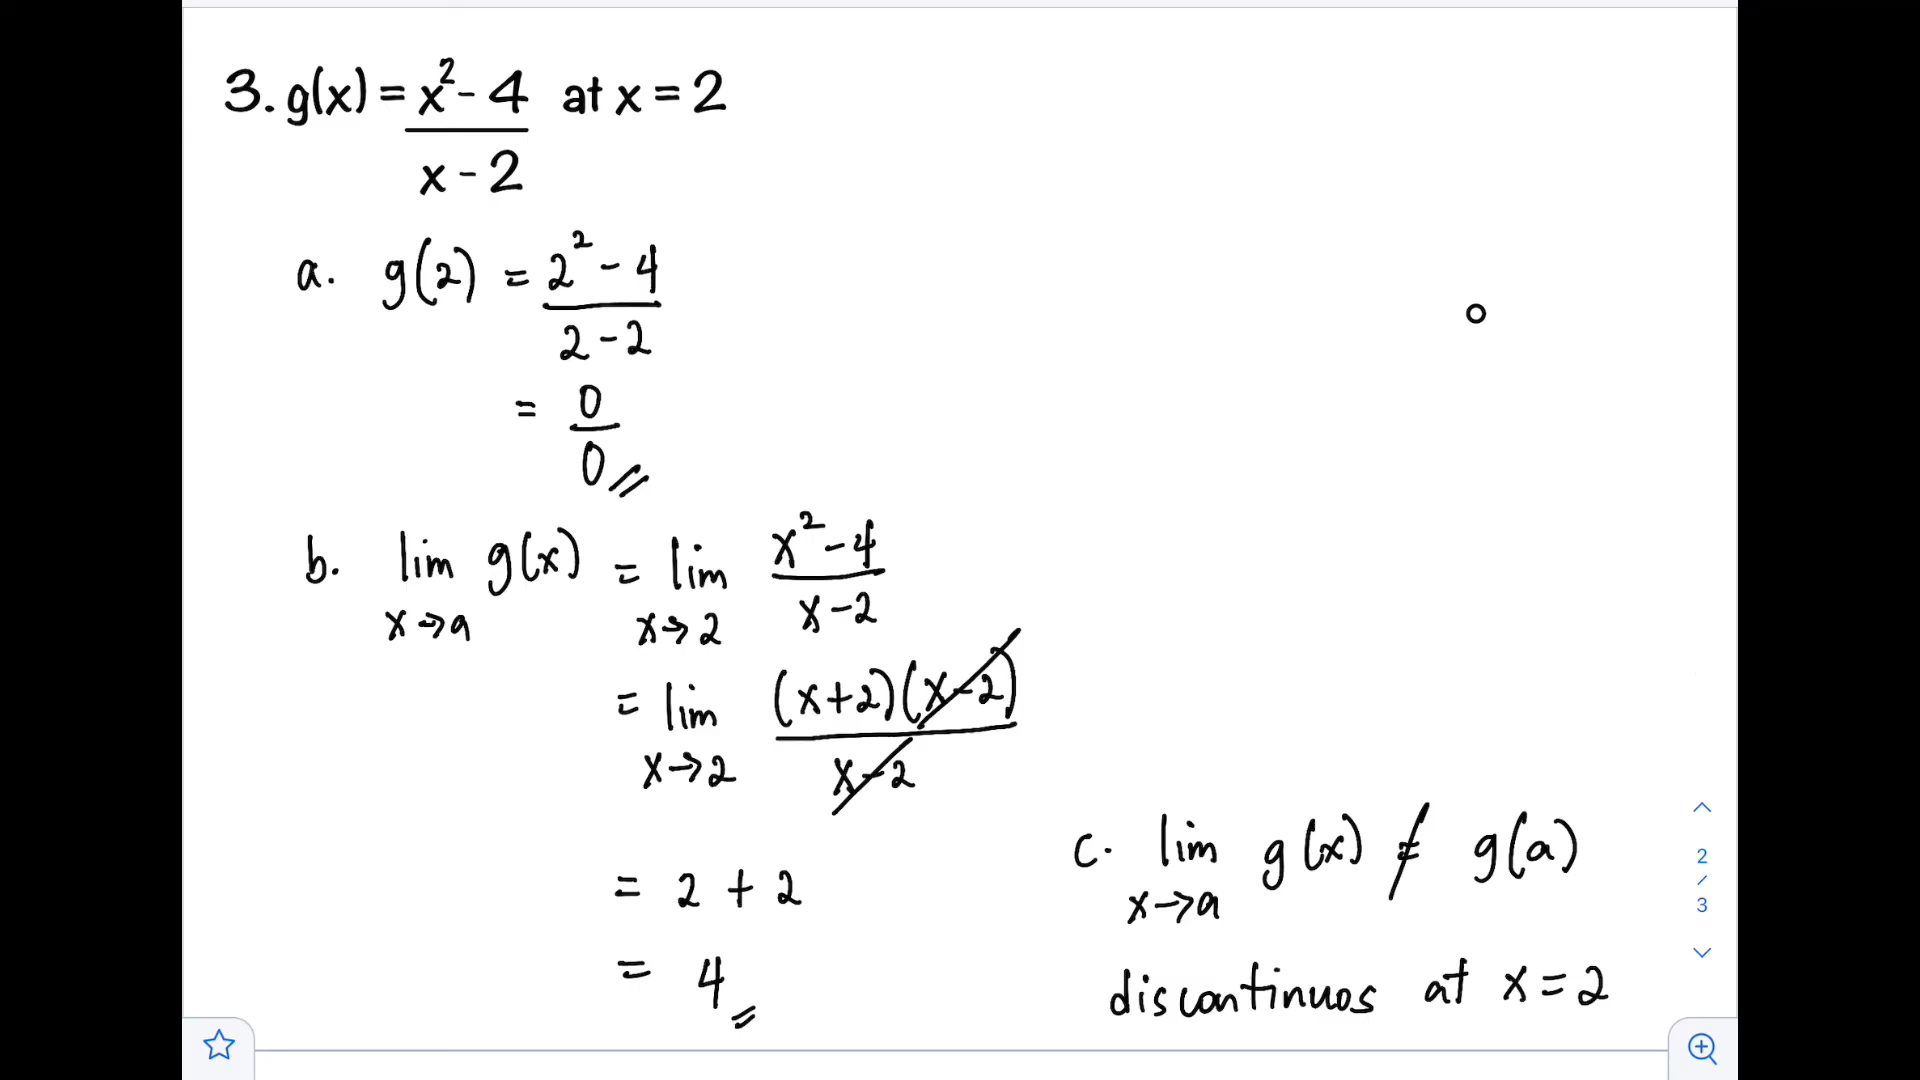 3. g(x) = x² - 4 at x = 2
x - 2
a. g(2) = 2² - 4
2 - 2
= 0
0
b. lim g(x) = lim x² - 4
x→a x→2 x - 2
= lim (x+2)(x-2)
x→2 x-2
= 2 + 2
= 4
c. lim g(x) ≠ g(a)
x→a
discontinuos at x = 2
2
/
3